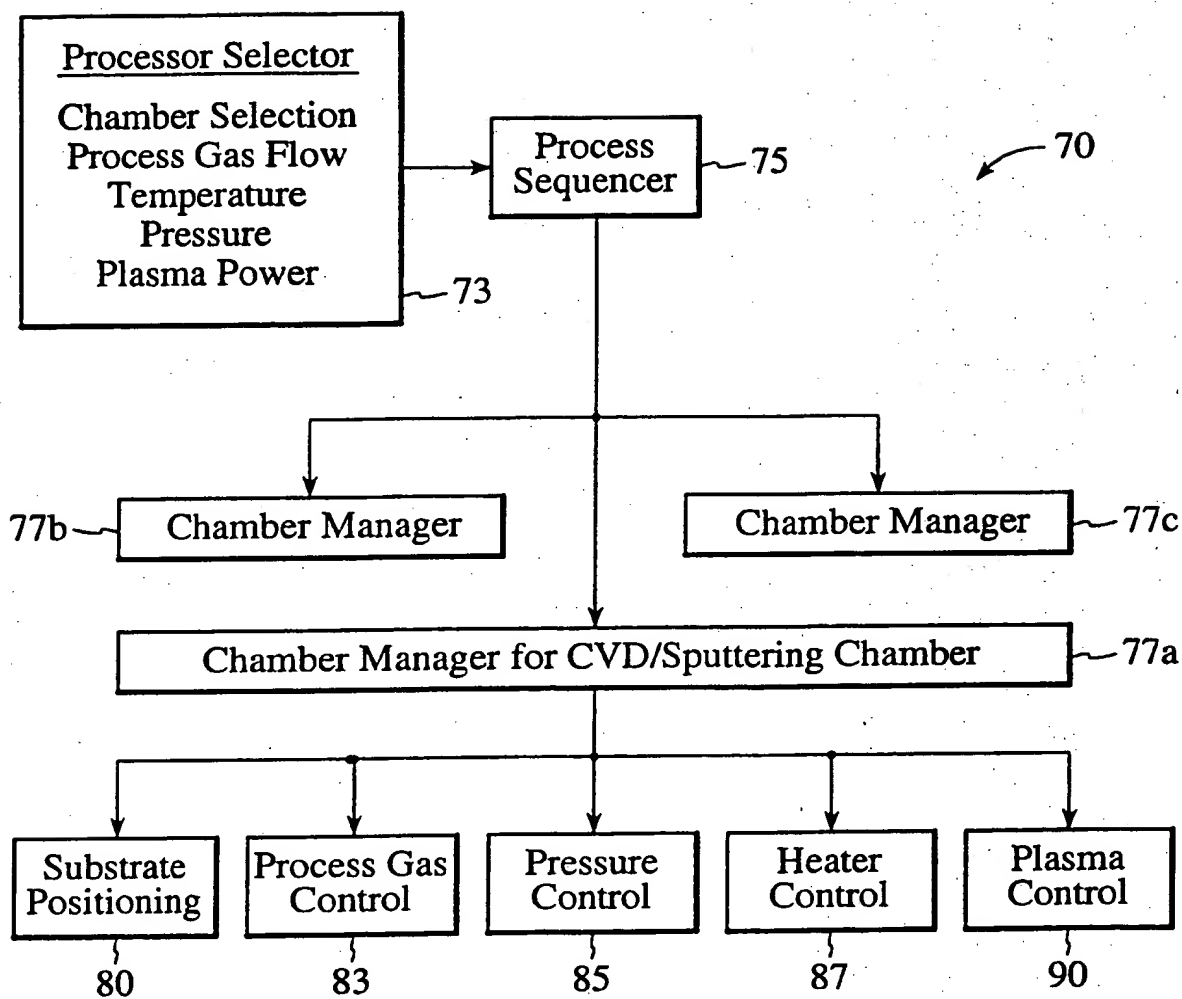 Processor Selector
Chamber Selection
Process Gas Flow
Temperature
Pressure
Plasma Power
73
Process
Sequencer
75
70
77b
Chamber Manager
Chamber Manager
77c
Chamber Manager for CVD/Sputtering Chamber
77a
Substrate
Positioning
Process Gas
Control
Pressure
Control
Heater
Control
Plasma
Control
80
83
85
87
90